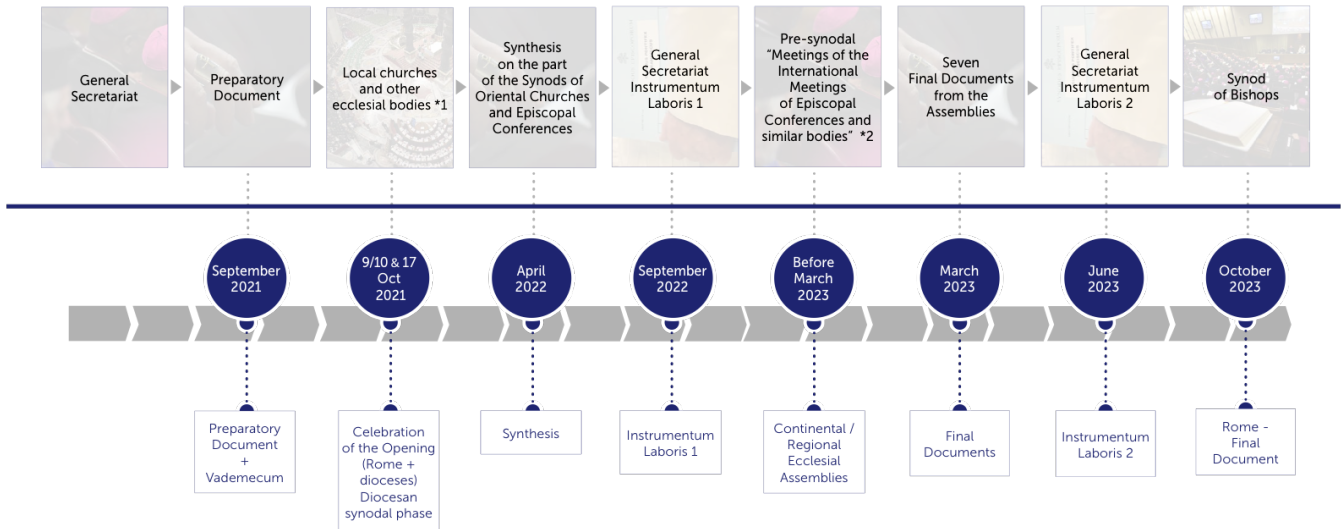 General
Secretariat
Preparatory
Document
Local churches
and other
ecclesial bodies *1
Synthesis
on the part
of the Synods of
Oriental Churches
and Episcopal
Conferences
General
Secretariat
Instrumentum
Laboris 1
Pre-synodal
“Meetings of the
International
Meetings
of Episcopal
Conferences and
similar bodies” *2
Seven
Final Documents
from the
Assemblies
General
Secretariat
Instrumentum
Laboris 2
Synod
of Bishops
September
2021
9/10 & 17
Oct
2021
April
2022
September
2022
Before
March
2023
March
2023
June
2023
October
2023
Preparatory
Document
+
Vademecum
Celebration
of the Opening
(Rome +
dioceses)
Diocesan
synodal phase
Synthesis
Instrumentum
Laboris 1
Continental /
Regional
Ecclesial
Assemblies
Final
Documents
Instrumentum
Laboris 2
Rome -
Final
Document